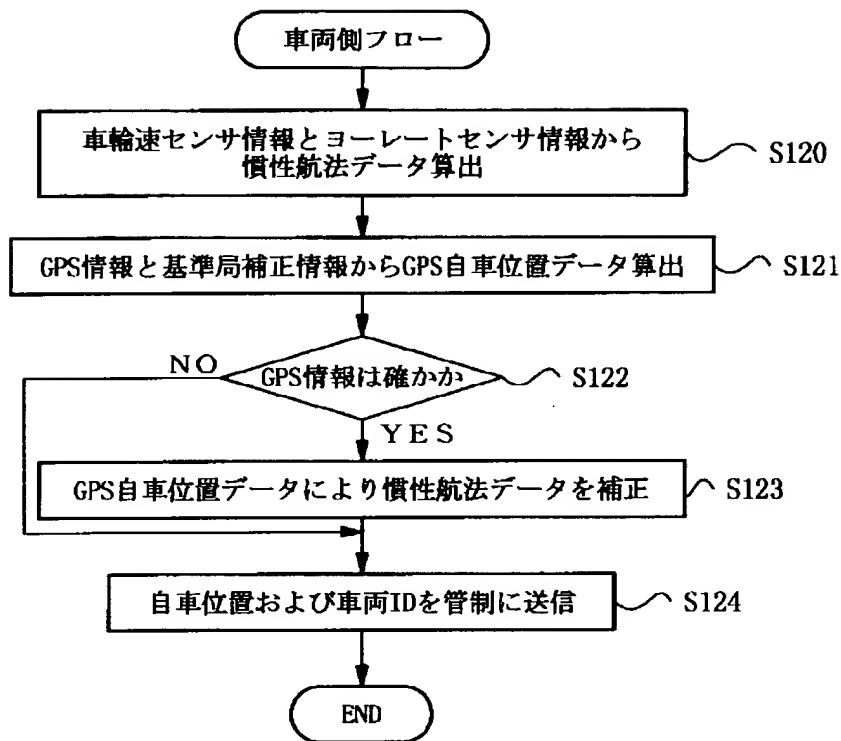 車両側フロー
車輪速センサ情報とヨーレートセンサ情報から
慣性航法データ算出
S120
GPS情報と基準局補正情報からGPS自車位置データ算出
S121
GPS情報は確かか
S122
NO
YES
GPS自車位置データにより慣性航法データを補正
S123
自車位置および車両IDを管制に送信
S124
END